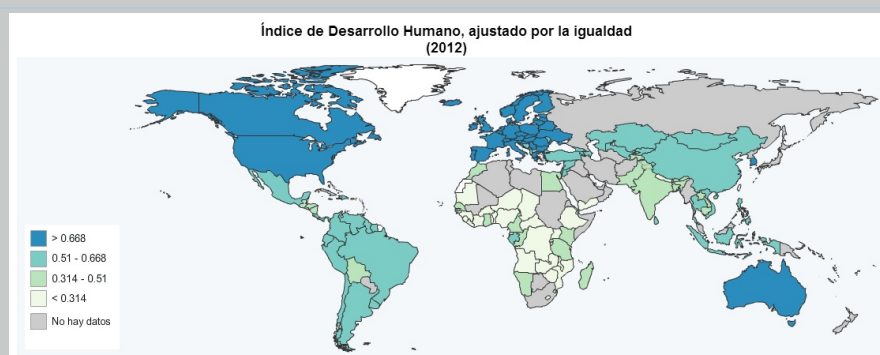 Índice de Desarrollo Humano, ajustado por la igualdad
(2012)
> 0.668
0.51 - 0.668
0.314 - 0.51
< 0.314
No hay datos